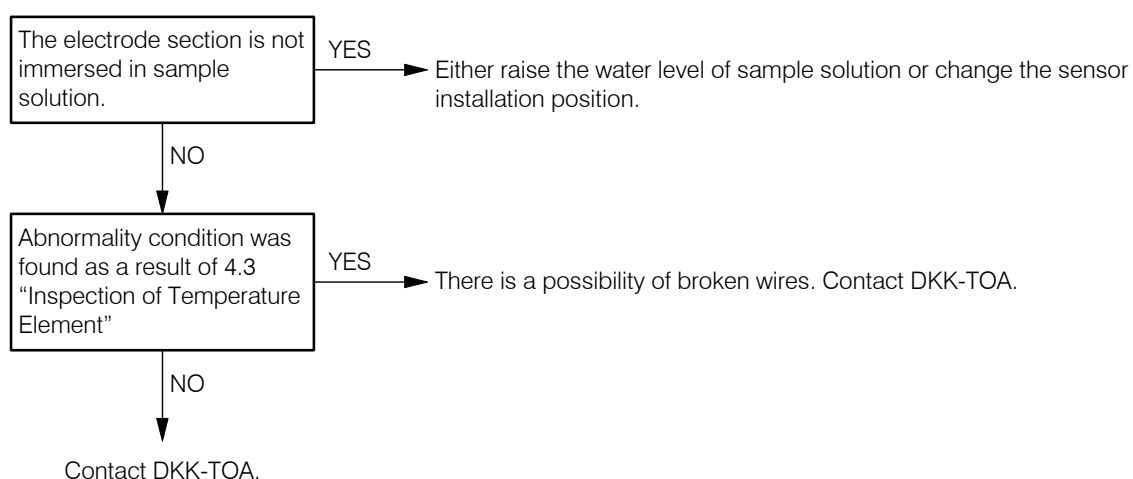 The electrode section is not
immersed in sample
solution.
YES
Either raise the water level of sample solution or change the sensor
installation position.
NO
Abnormality condition was
found as a result of 4.3
“Inspection of Temperature
Element”
YES
There is a possibility of broken wires. Contact DKK-TOA.
NO
Contact DKK-TOA.